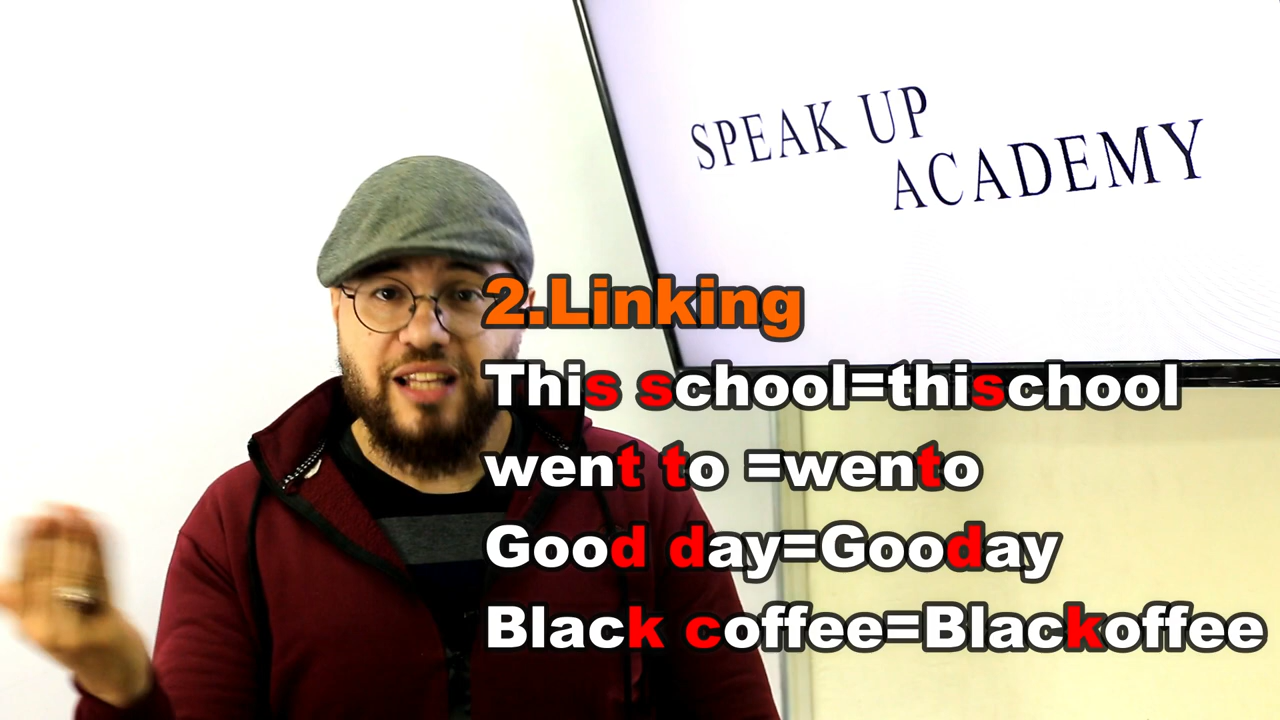 SPEAK UP
ACADEMY
2.Linking
This school=thischool
went to =wento
Good day=Gooday
Black coffee=Blackoffee